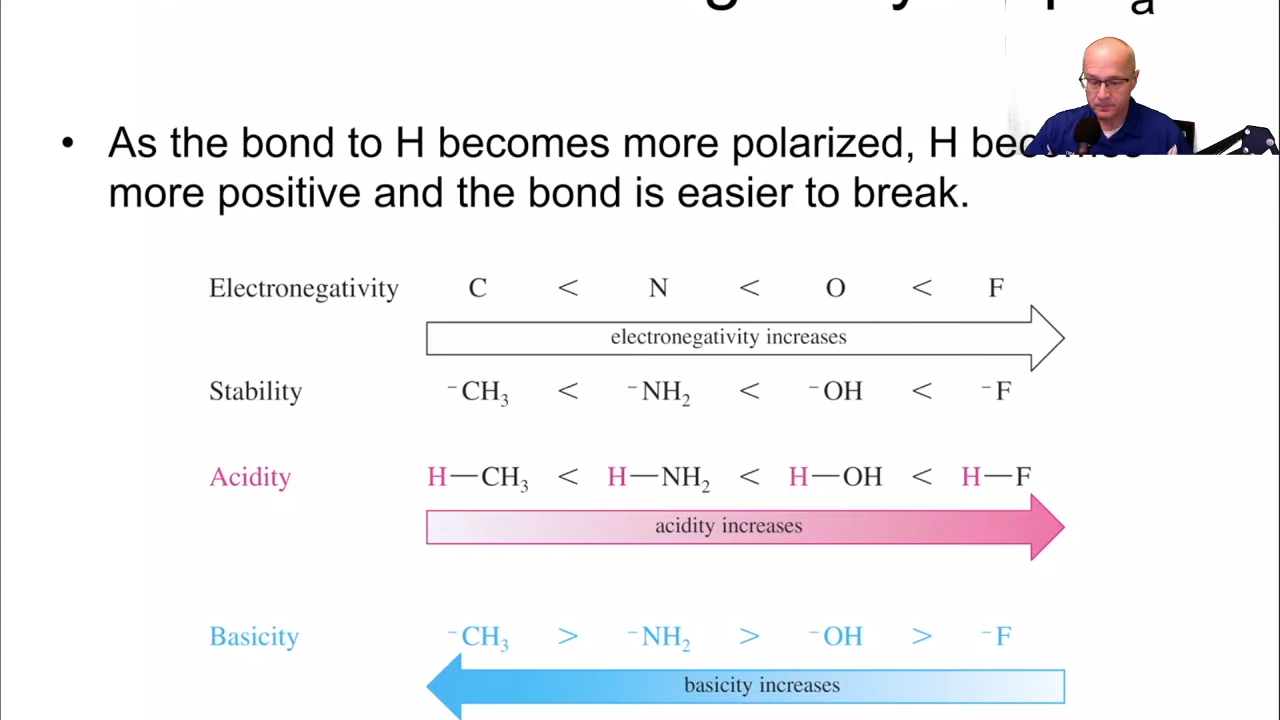 • As the bond to H becomes more polarized, H
more positive and the bond is easier to break.
Electronegativity C < N < O < F
electronegativity increases
Stability ⁻CH₃ < ⁻NH₂ < ⁻OH < ⁻F
Acidity H—CH₃ < H—NH₂ < H—OH < H—F
acidity increases
Basicity ⁻CH₃ > ⁻NH₂ > ⁻OH > ⁻F
basicity increases